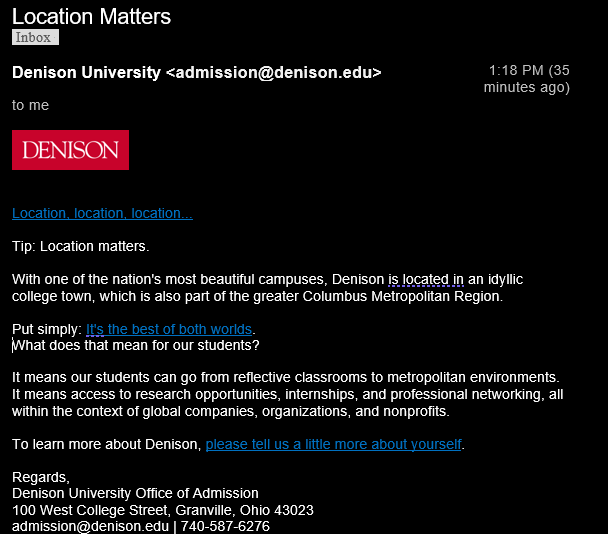 Location Matters
Inbox
Denison University <admission@denison.edu>
1:18 PM (35
minutes ago)
to me
DENISON
Location, location, location...
Tip: Location matters.
With one of the nation's most beautiful campuses, Denison is located in an idyllic
college town, which is also part of the greater Columbus Metropolitan Region.
Put simply: It's the best of both worlds.
What does that mean for our students?
It means our students can go from reflective classrooms to metropolitan environments.
It means access to research opportunities, internships, and professional networking, all
within the context of global companies, organizations, and nonprofits.
To learn more about Denison, please tell us a little more about yourself.
Regards,
Denison University Office of Admission
100 West College Street, Granville, Ohio 43023
admission@denison.edu | 740-587-6276